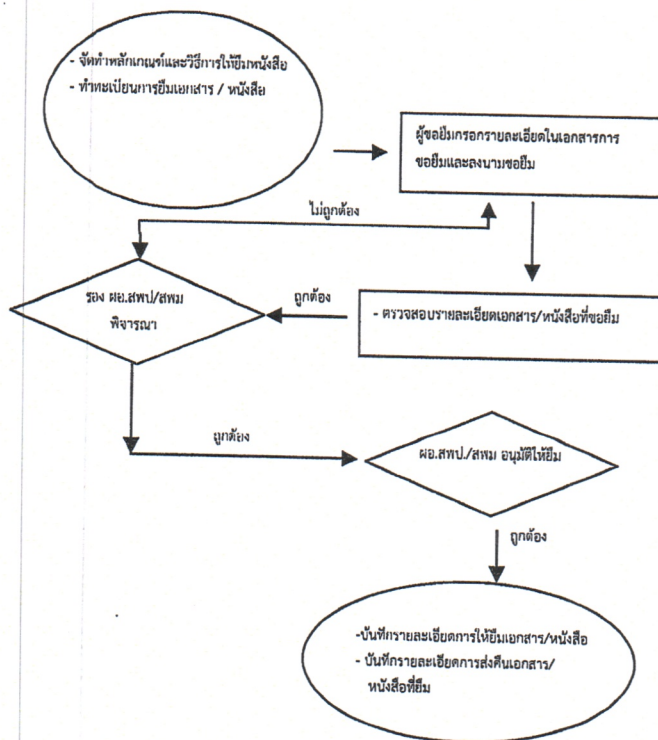 - จัดทำหลักเกณฑ์และวิธีการให้ยืมหนังสือ
- ทำทะเบียนการยืมเอกสาร / หนังสือ
ผู้ขอยืมกรอกรายละเอียดในเอกสารการ
ขอยืมและลงนามขอยืม
ไม่ถูกต้อง
รอง ผอ.สพป/สพม
พิจารณา
ถูกต้อง
- ตรวจสอบรายละเอียดเอกสาร/หนังสือที่ขอยืม
ถูกต้อง
ผอ.สพป./สพม อนุมัติให้ยืม
ถูกต้อง
-บันทึกรายละเอียดการให้ยืมเอกสาร/หนังสือ
- บันทึกรายละเอียดการส่งคืนเอกสาร/
หนังสือที่ยืม